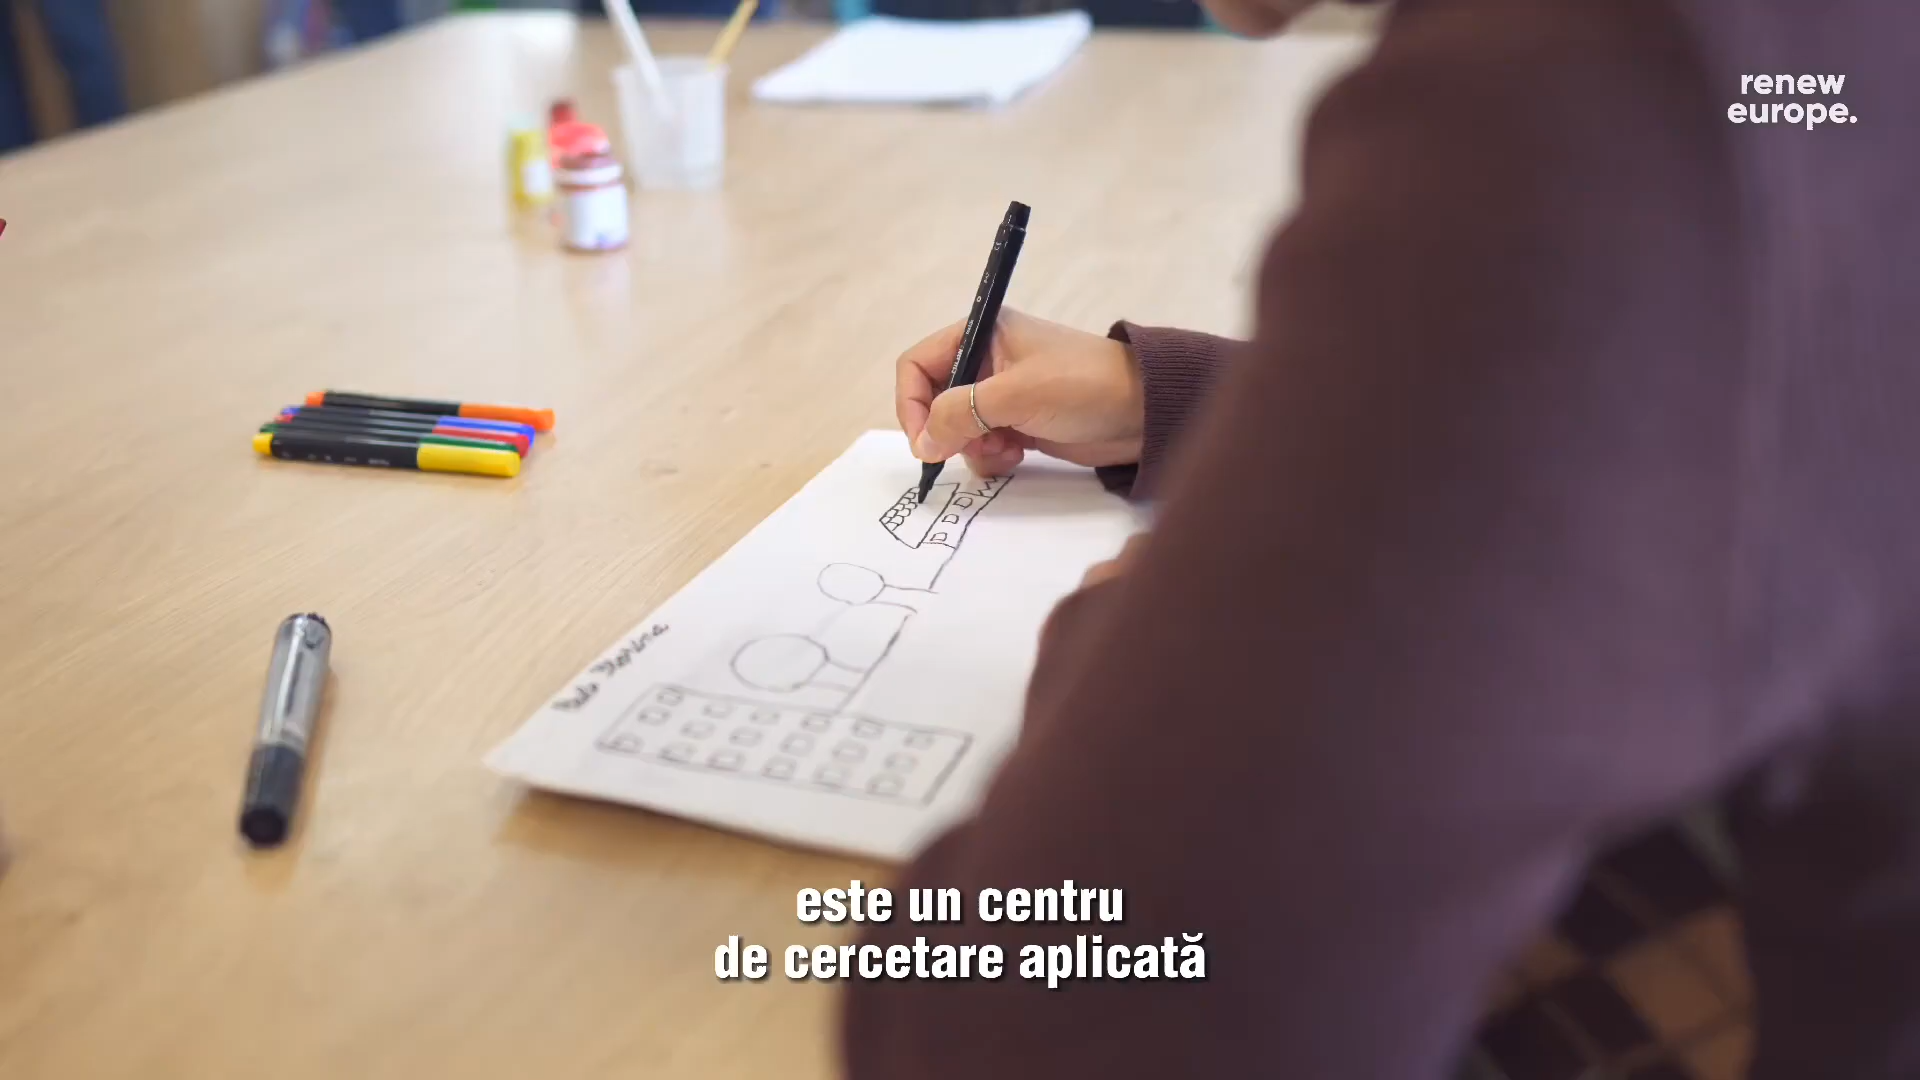 renew
europe.
este un centru
de cercetare aplicată